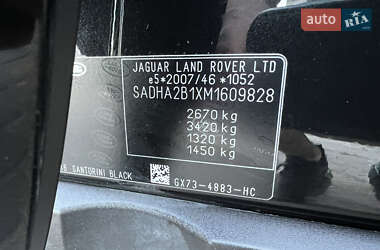 auto RIA
JAGUAR LAND ROVER LTD
e5*2007/46 *1052
SADHA2B1XM1609828
2670 kg
3420 kg
1320 kg
1450 kg
SANTORINI BLACK
GX73-4883-HC